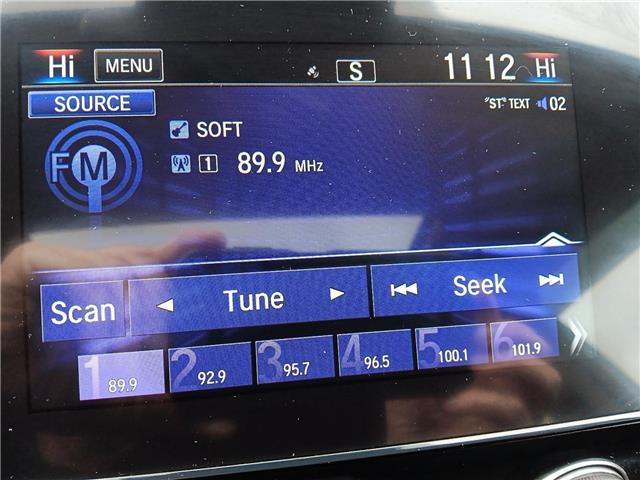 Hi MENU S 11 12 Hi
SOURCE "ST" TEXT 02
FM SOFT
1 89.9 MHz
Scan Tune Seek
1 89.9 2 92.9 3 95.7 4 96.5 5 100.1 6 101.9